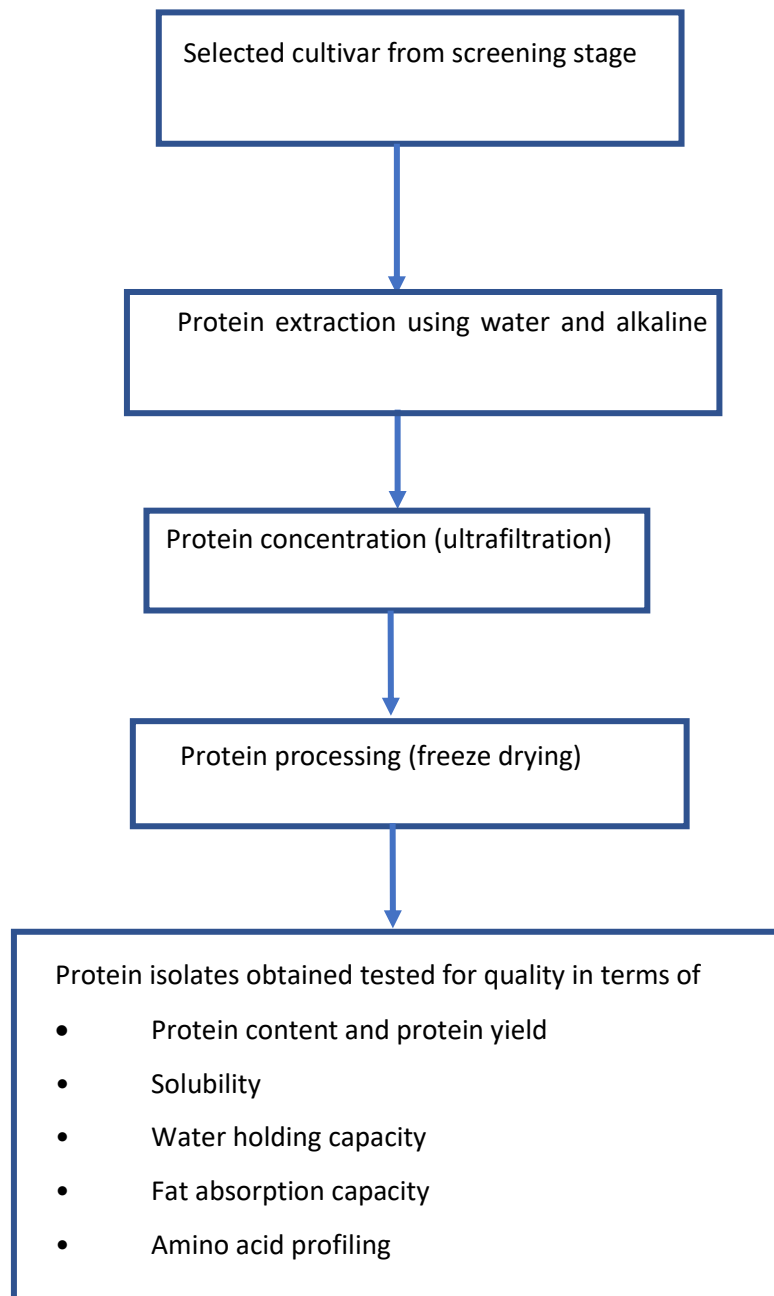 Selected cultivar from screening stage
Protein extraction using water and alkaline
Protein concentration (ultrafiltration)
Protein processing (freeze drying)
Protein isolates obtained tested for quality in terms of
• Protein content and protein yield
• Solubility
• Water holding capacity
• Fat absorption capacity
• Amino acid profiling